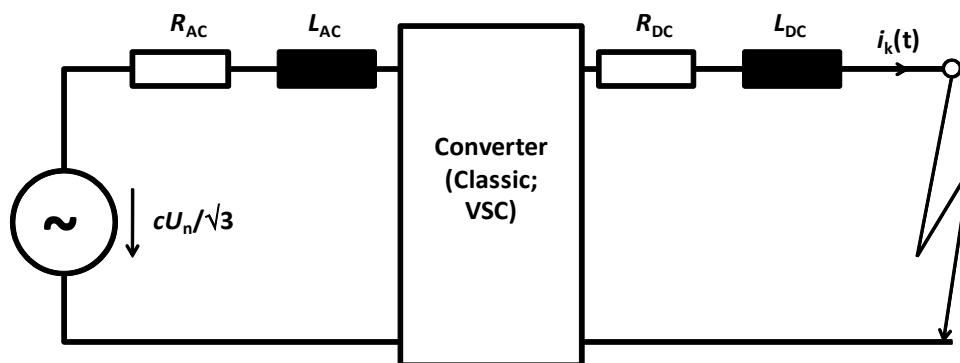 R_AC
L_AC
R_DC
L_DC
i_k(t)
Converter
(Classic;
VSC)
~
cU_n/√3